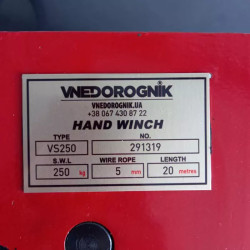 VNEDOROGNIK
VNEDOROGNIK.UA
+38 067 430 87 22
HAND WINCH
TYPE NO.
VS250 291319
S.W.L WIRE ROPE LENGTH
250 kg 5 mm 20 metres